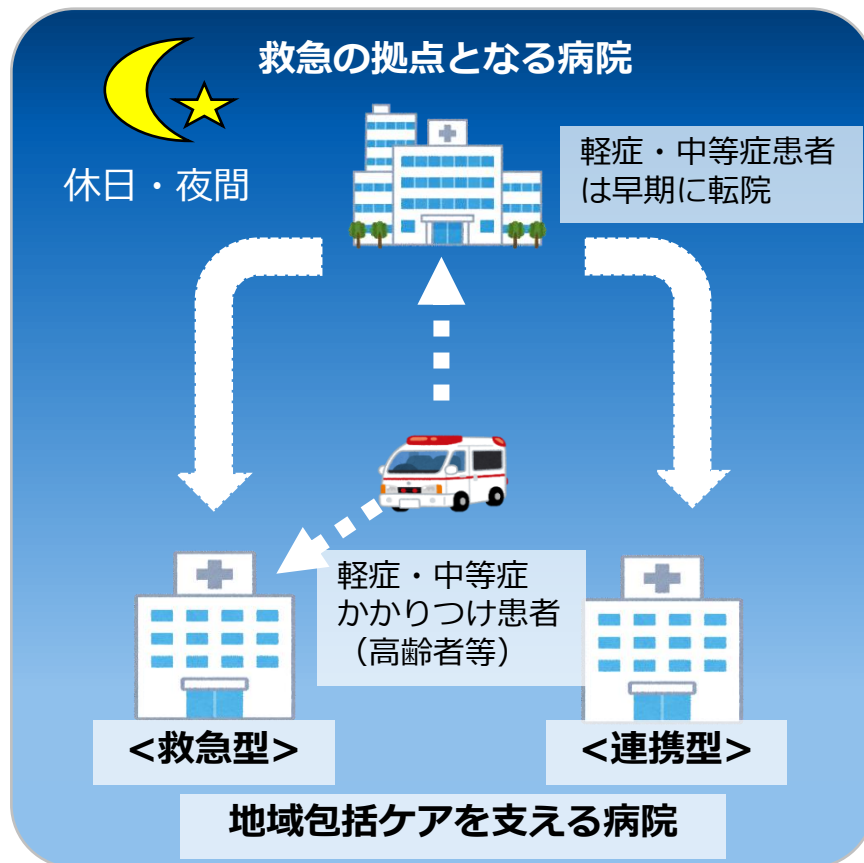 救急の拠点となる病院
休日・夜間
軽症・中等症患者
は早期に転院
軽症・中等症
かかりつけ患者
（高齢者等）
<救急型>
<連携型>
地域包括ケアを支える病院